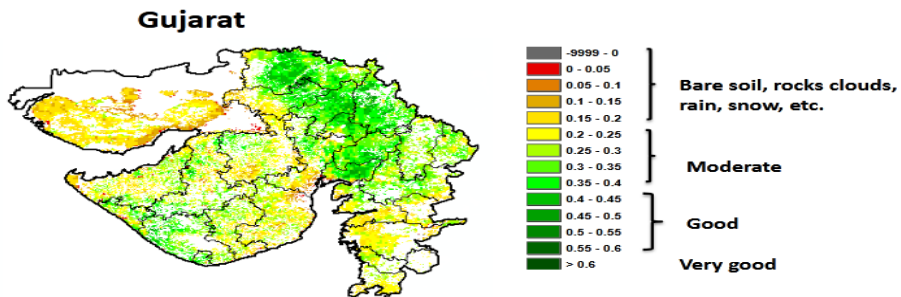 Gujarat
-9999 - 0
0 - 0.05
0.05 - 0.1
0.1 - 0.15
0.15 - 0.2
0.2 - 0.25
0.25 - 0.3
0.3 - 0.35
0.35 - 0.4
0.4 - 0.45
0.45 - 0.5
0.5 - 0.55
0.55 - 0.6
> 0.6
Bare soil, rocks clouds,
rain, snow, etc.
Moderate
Good
Very good